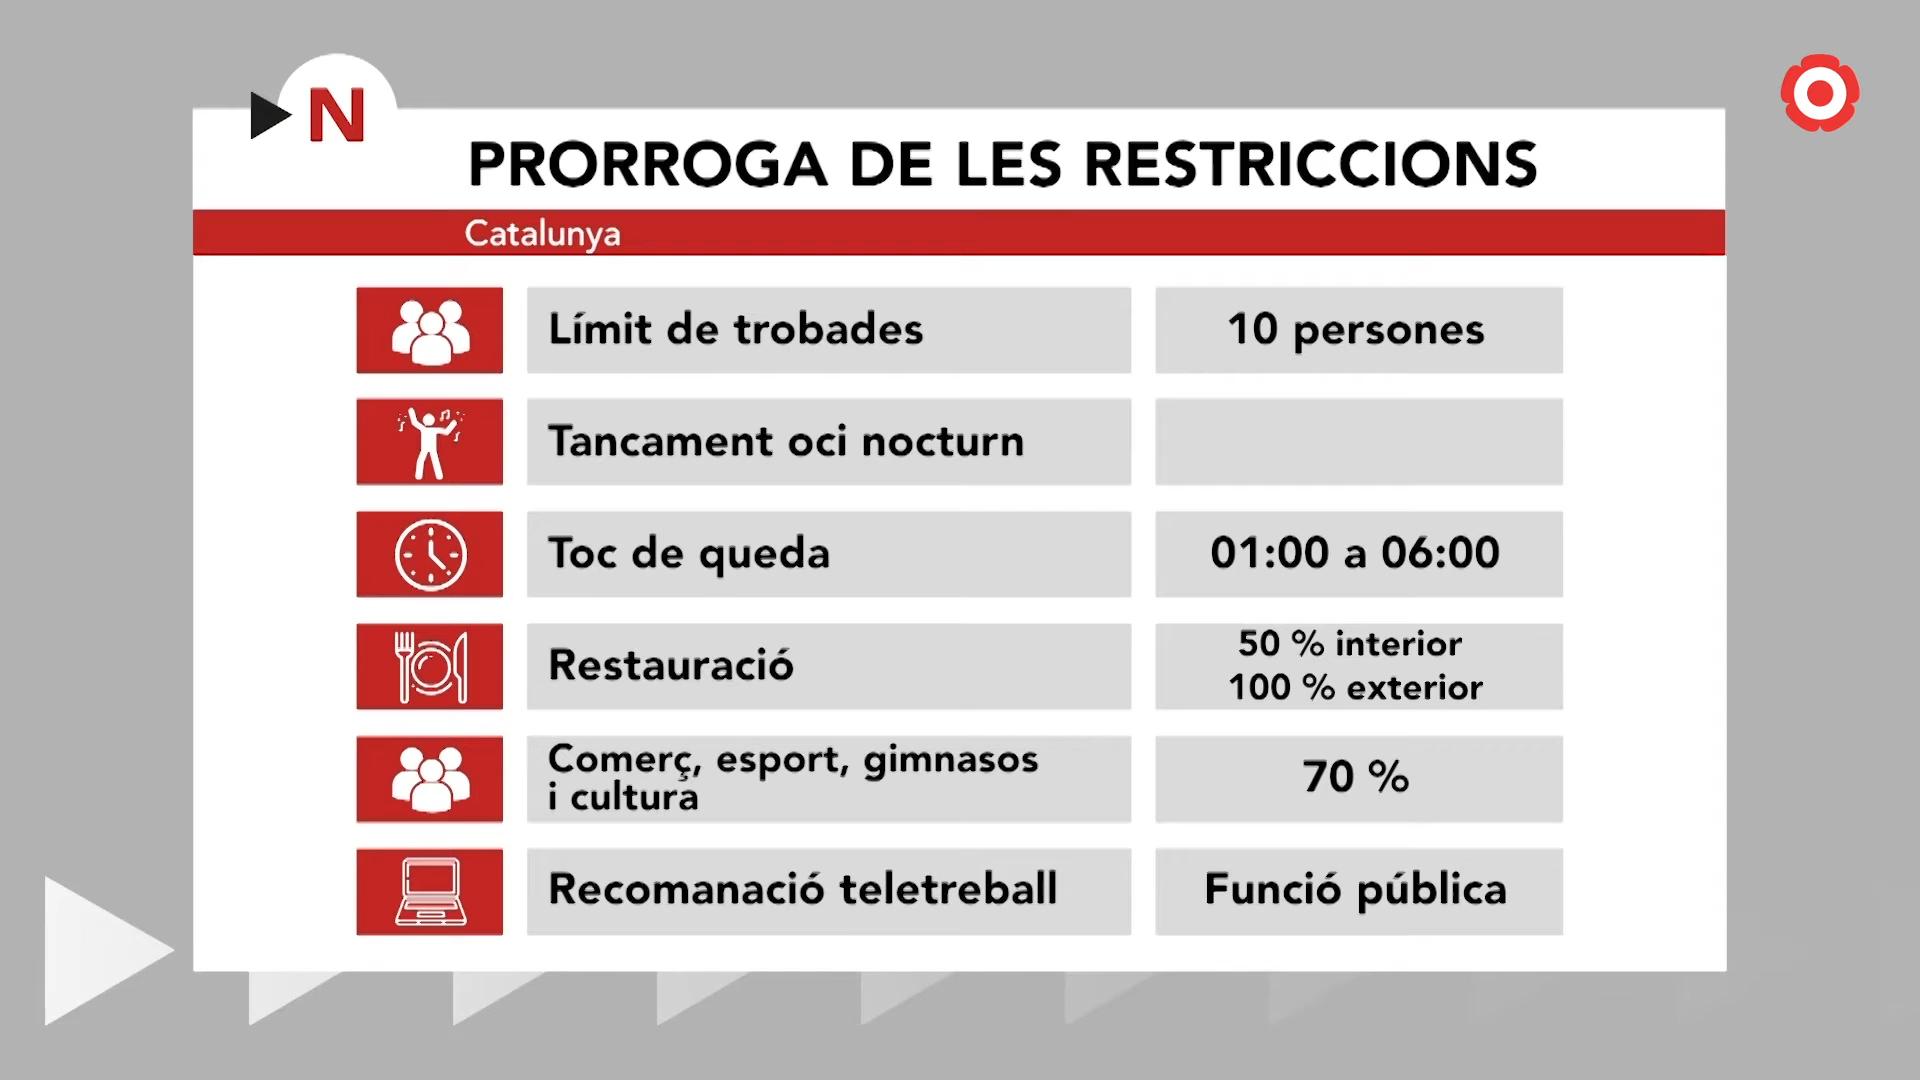 N
PRORROGA DE LES RESTRICCIONS
Catalunya
Límit de trobades
10 persones
Tancament oci nocturn
Toc de queda
01:00 a 06:00
Restauració
50 % interior
100 % exterior
Comerç, esport, gimnasos
i cultura
70 %
Recomanació teletreball
Funció pública